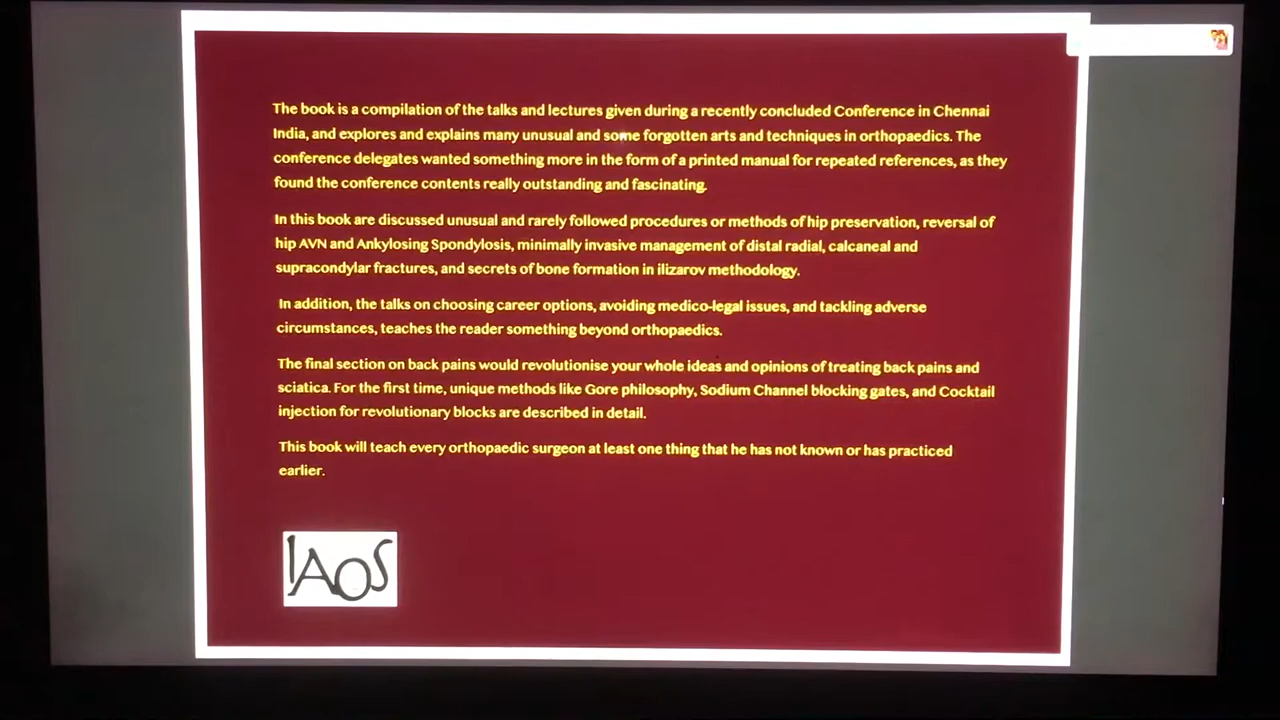 The book is a compilation of the talks and lectures given during a recently concluded Conference in Chennai
India, and explores and explains many unusual and some forgotten arts and techniques in orthopaedics. The
conference delegates wanted something more in the form of a printed manual for repeated references, as they
found the conference contents really outstanding and fascinating.
In this book are discussed unusual and rarely followed procedures or methods of hip preservation, reversal of
hip AVN and Ankylosing Spondylosis, minimally invasive management of distal radial, calcaneal and
supracondylar fractures, and secrets of bone formation in ilizarov methodology.
In addition, the talks on choosing career options, avoiding medico-legal issues, and tackling adverse
circumstances, teaches the reader something beyond orthopaedics.
The final section on back pains would revolutionise your whole ideas and opinions of treating back pains and
sciatica. For the first time, unique methods like Gore philosophy, Sodium Channel blocking gates, and Cocktail
injection for revolutionary blocks are described in detail.
This book will teach every orthopaedic surgeon at least one thing that he has not known or has practiced
earlier.
IAOS